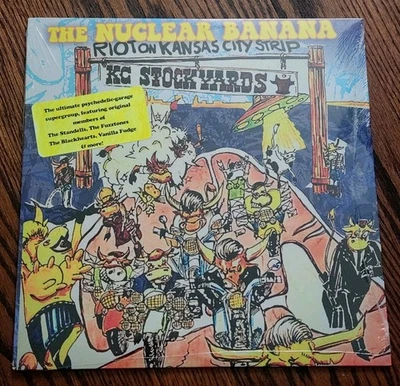 THE NUCLEAR BANANA
RIOT ON KANSAS CITY STRIP
KC STOCKYARDS
The ultimate psychedelic-garage
supergroup, featuring original
members of
The Standells, The Fuzztones
The Blackhearts, Vanilla Fudge
& more!